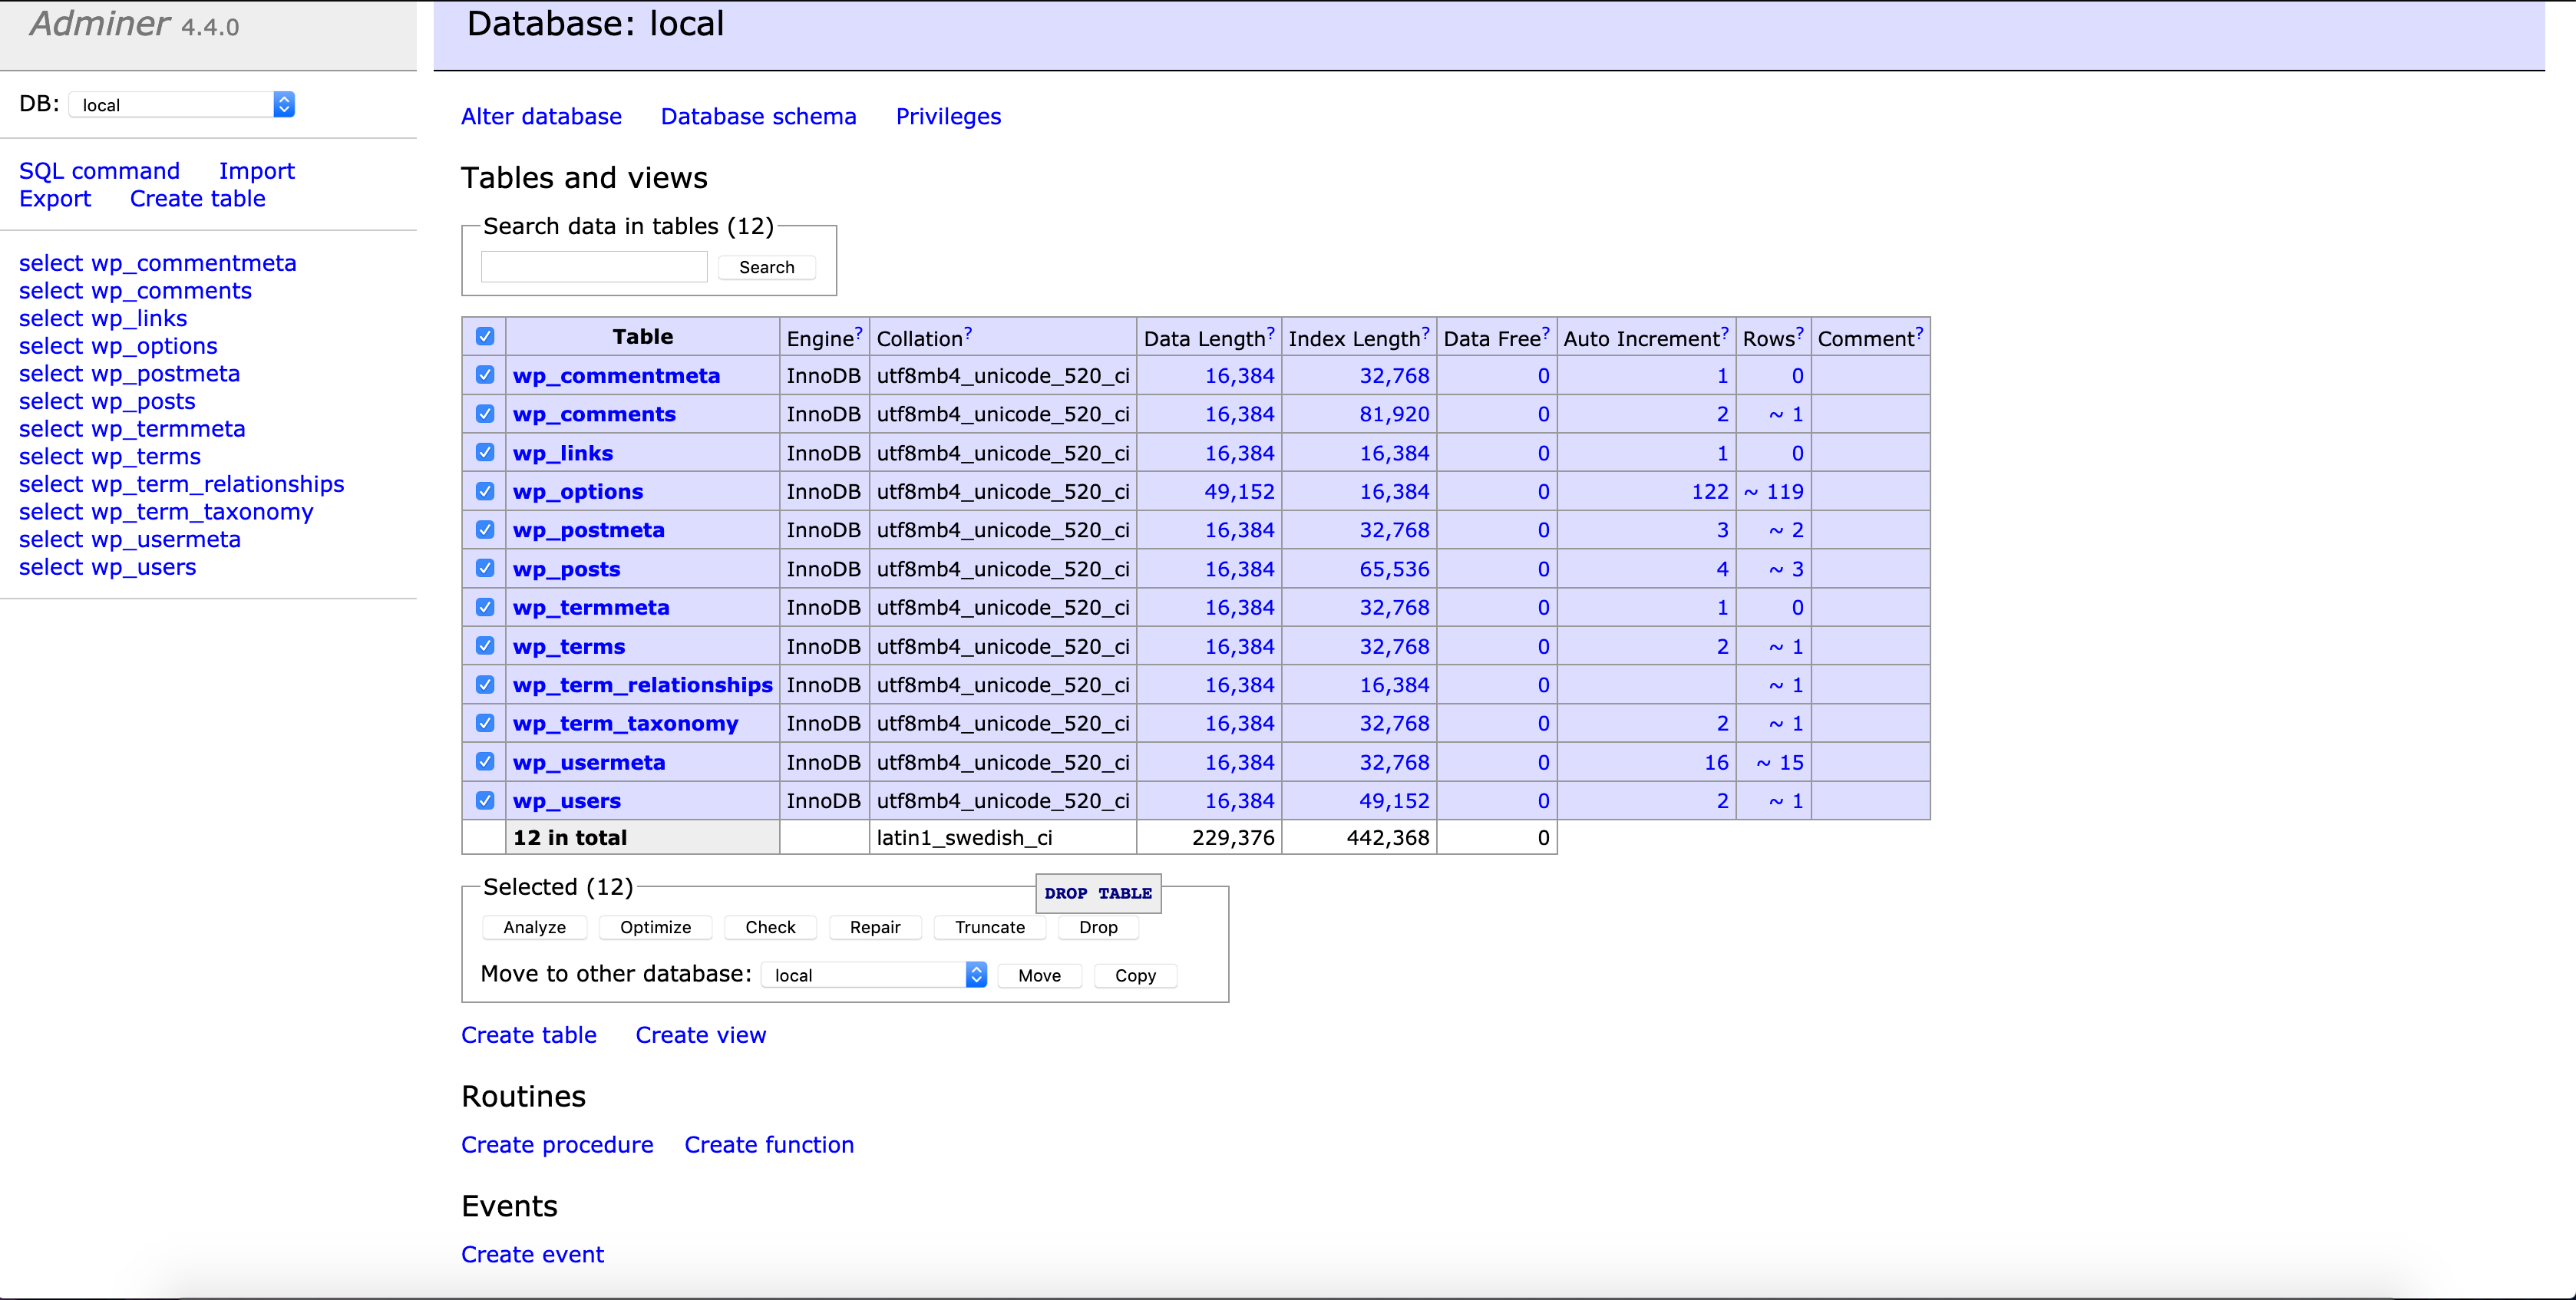 Adminer 4.4.0
DB: local
SQL command Import
Export Create table
select wp_commentmeta
select wp_comments
select wp_links
select wp_options
select wp_postmeta
select wp_posts
select wp_termmeta
select wp_terms
select wp_term_relationships
select wp_term_taxonomy
select wp_usermeta
select wp_users
Database: local
Alter database Database schema Privileges
Tables and views
Search data in tables (12)
Search
Table Engine? Collation? Data Length? Index Length? Data Free? Auto Increment? Rows? Comment?
wp_commentmeta InnoDB utf8mb4_unicode_520_ci 16,384 32,768 0 1 0
wp_comments InnoDB utf8mb4_unicode_520_ci 16,384 81,920 0 2 ~ 1
wp_links InnoDB utf8mb4_unicode_520_ci 16,384 16,384 0 1 0
wp_options InnoDB utf8mb4_unicode_520_ci 49,152 16,384 0 122 ~ 119
wp_postmeta InnoDB utf8mb4_unicode_520_ci 16,384 32,768 0 3 ~ 2
wp_posts InnoDB utf8mb4_unicode_520_ci 16,384 65,536 0 4 ~ 3
wp_termmeta InnoDB utf8mb4_unicode_520_ci 16,384 32,768 0 1 0
wp_terms InnoDB utf8mb4_unicode_520_ci 16,384 32,768 0 2 ~ 1
wp_term_relationships InnoDB utf8mb4_unicode_520_ci 16,384 16,384 0 ~ 1
wp_term_taxonomy InnoDB utf8mb4_unicode_520_ci 16,384 32,768 0 2 ~ 1
wp_usermeta InnoDB utf8mb4_unicode_520_ci 16,384 32,768 0 16 ~ 15
wp_users InnoDB utf8mb4_unicode_520_ci 16,384 49,152 0 2 ~ 1
12 in total latin1_swedish_ci 229,376 442,368 0
Selected (12)
DROP TABLE
Analyze Optimize Check Repair Truncate Drop
Move to other database: local Move Copy
Create table Create view
Routines
Create procedure Create function
Events
Create event